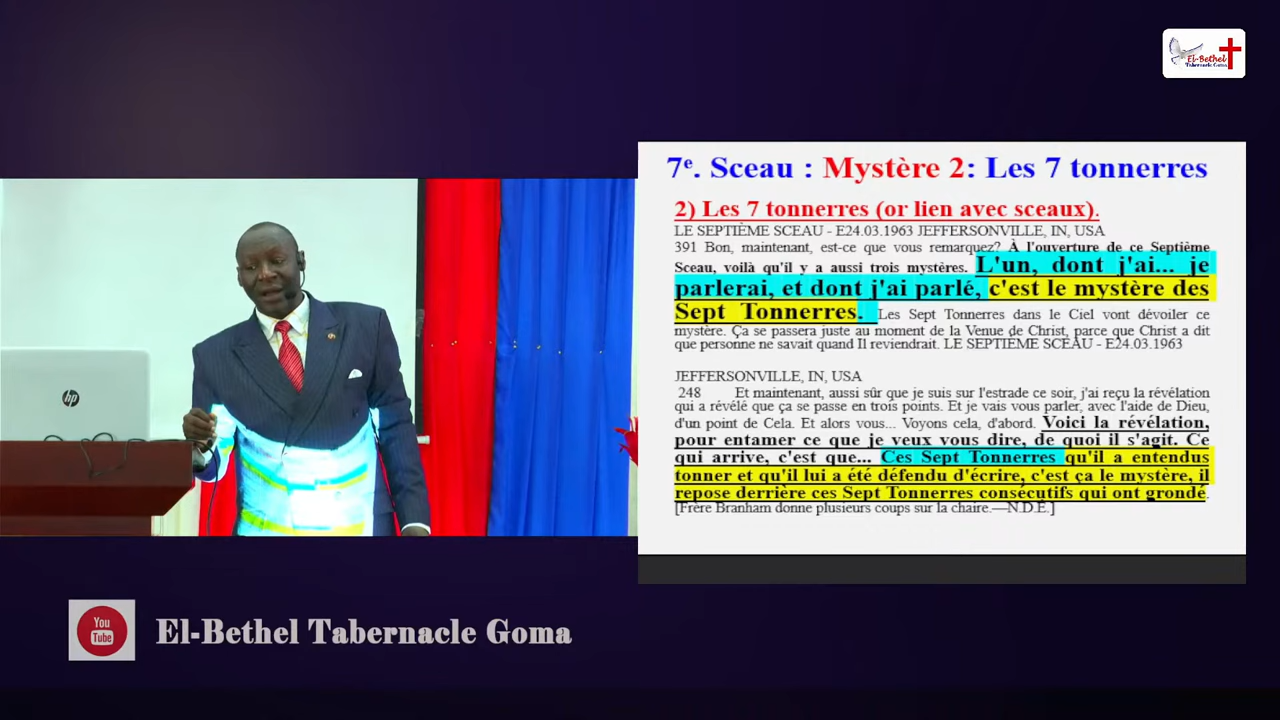 El-Bethel
Tabernacle Goma
7e. Sceau : Mystère 2: Les 7 tonnerres
2) Les 7 tonnerres (or lien avec sceaux).
LE SEPTIÈME SCEAU - E24.03.1963 JEFFERSONVILLE, IN, USA
391 Bon, maintenant, est-ce que vous remarquez? À l'ouverture de ce Septième
Sceau, voilà qu'il y a aussi trois mystères. L'un, dont j'ai... je
parlerai, et dont j'ai parlé, c'est le mystère des
Sept Tonnerres. Les Sept Tonnerres dans le Ciel vont dévoiler ce
mystère. Ça se passera juste au moment de la Venue de Christ, parce que Christ a dit
que personne ne savait quand Il reviendrait. LE SEPTIÈME SCEAU - E24.03.1963
JEFFERSONVILLE, IN, USA
248 Et maintenant, aussi sûr que je suis sur l'estrade ce soir, j'ai reçu la révélation
qui a révélé que ça se passe en trois points. Et je vais vous parler, avec l'aide de Dieu,
d'un point de Cela. Et alors vous... Voyons cela, d'abord. Voici la révélation,
pour entamer ce que je veux vous dire, de quoi il s'agit. Ce
qui arrive, c'est que... Ces Sept Tonnerres qu'il a entendus
tonner et qu'il lui a été défendu d'écrire, c'est ça le mystère, il
repose derrière ces Sept Tonnerres consécutifs qui ont grondé.
[Frère Branham donne plusieurs coups sur la chaire.—N.D.É.]
hp
You
Tube
El-Bethel Tabernacle Goma